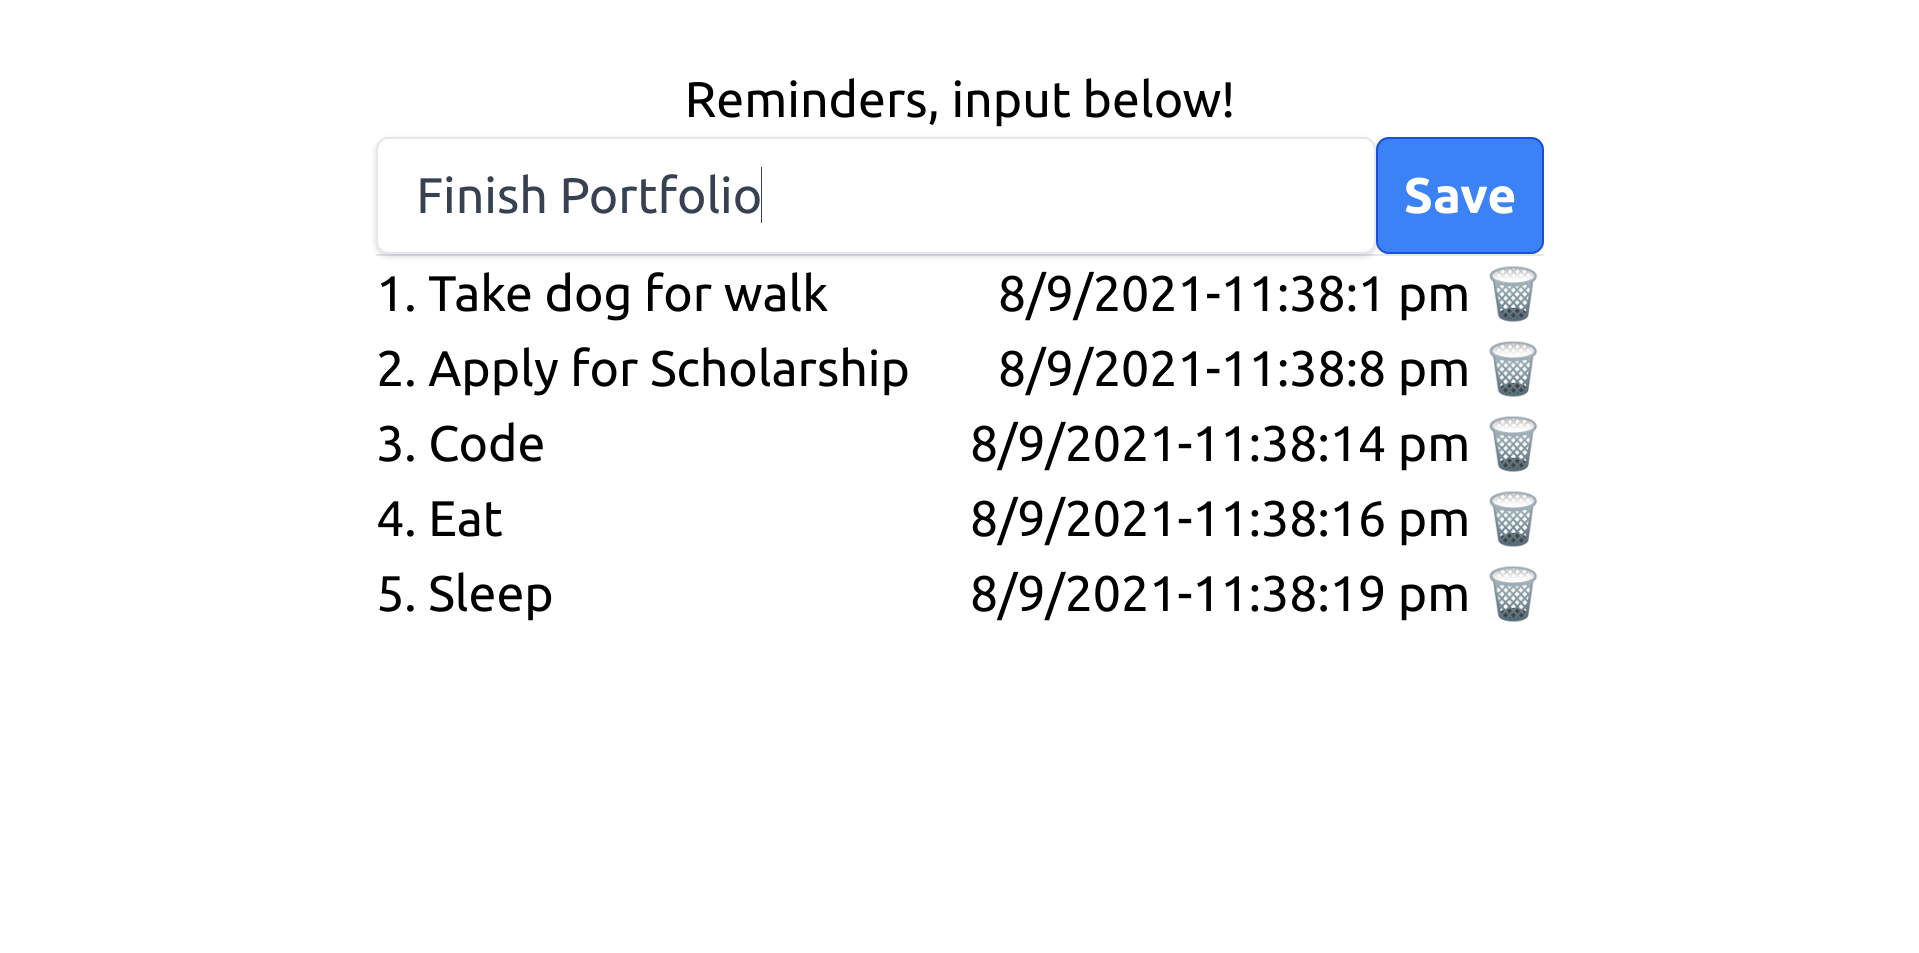 Reminders, input below!
Finish Portfolio Save
1. Take dog for walk 8/9/2021-11:38:1 pm
2. Apply for Scholarship 8/9/2021-11:38:8 pm
3. Code 8/9/2021-11:38:14 pm
4. Eat 8/9/2021-11:38:16 pm
5. Sleep 8/9/2021-11:38:19 pm